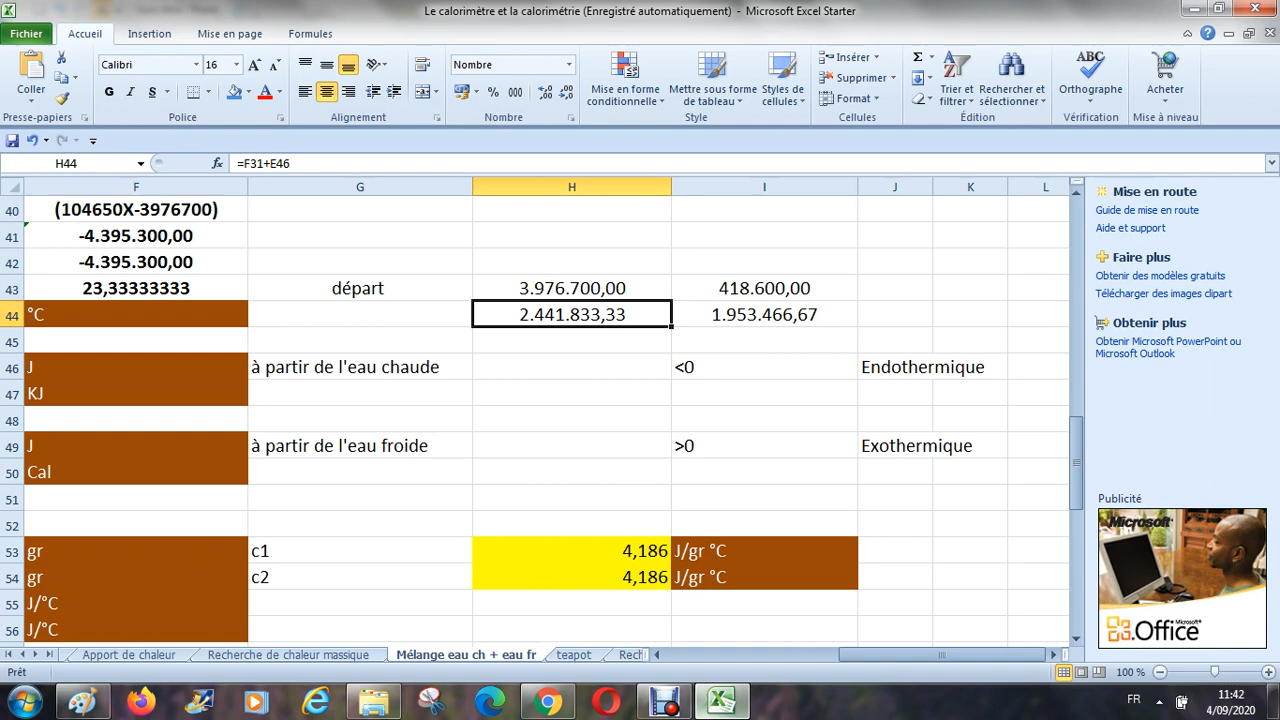 Le calorimètre et la calorimétrie (Enregistré automatiquement) - Microsoft Excel Starter
Fichier Accueil Insertion Mise en page Formules
Coller
Presse-papiers
Calibri 16
G I S
Police
Alignement
Nombre
% 000
Nombre
Mise en forme conditionnelle
Mettre sous forme de tableau
Styles de cellules
Style
Insérer
Supprimer
Format
Cellules
Trier et filtrer
Rechercher et sélectionner
Édition
ABC
Orthographe
Vérification
Acheter
Mise à niveau
H44 fx =F31+E46
F G H I J K L
40 (104650X-3976700)
41 -4.395.300,00
42 -4.395.300,00
43 23,33333333 départ 3.976.700,00 418.600,00
44 °C 2.441.833,33 1.953.466,67
45
46 J à partir de l'eau chaude <0 Endothermique
47 KJ
48
49 J à partir de l'eau froide >0 Exothermique
50 Cal
51
52
53 gr c1 4,186 J/gr °C
54 gr c2 4,186 J/gr °C
55 J/°C
56 J/°C
Mise en route
Guide de mise en route
Aide et support
Faire plus
Obtenir des modèles gratuits
Télécharger des images clipart
Obtenir plus
Obtenir Microsoft PowerPoint ou
Microsoft Outlook
Publicité
Microsoft
Microsoft
Office
Apport de chaleur Recherche de chaleur massique Mélange eau ch + eau fr teapot Rech
Prêt 100 %
FR 11:42
4/09/2020